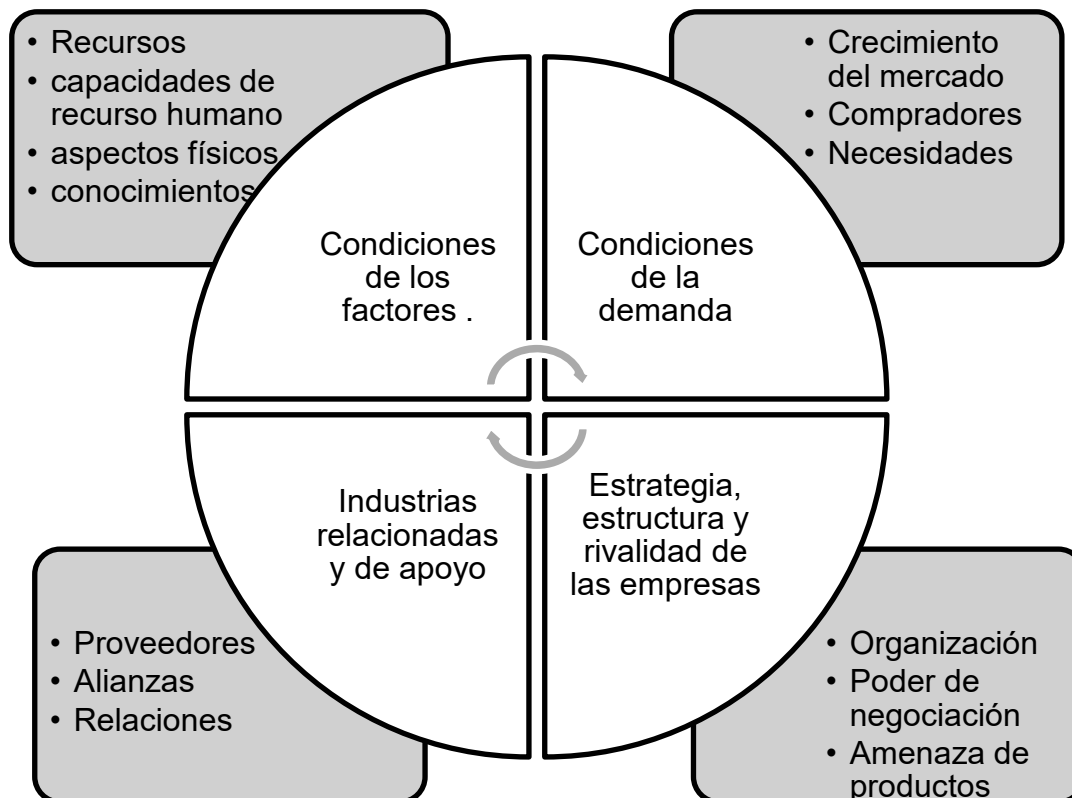 • Recursos
• capacidades de
recurso humano
• aspectos físicos
• conocimientos
• Crecimiento
del mercado
• Compradores
• Necesidades
Condiciones
de los
factores .
Condiciones
de la
demanda
Industrias
relacionadas
y de apoyo
Estrategia,
estructura y
rivalidad de
las empresas
• Proveedores
• Alianzas
• Relaciones
• Organización
• Poder de
negociación
• Amenaza de
productos